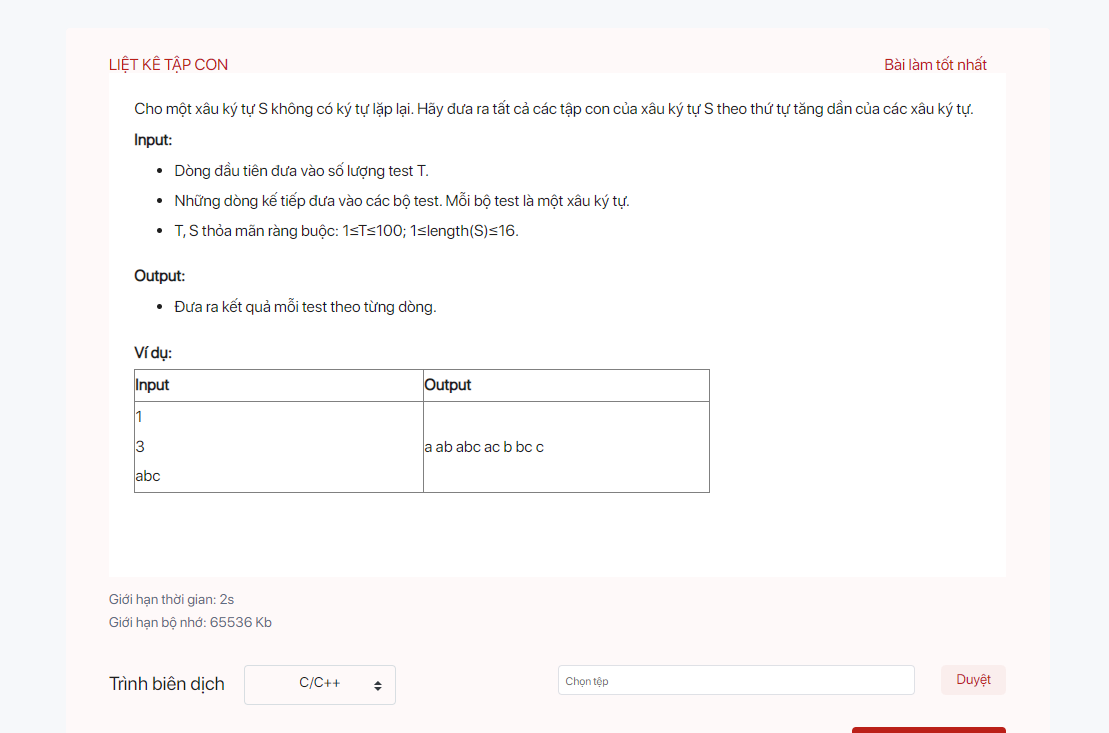 LIỆT KÊ TẬP CON
Bài làm tốt nhất
Cho một xâu ký tự S không có ký tự lặp lại. Hãy đưa ra tất cả các tập con của xâu ký tự S theo thứ tự tăng dần của các xâu ký tự.
Input:
• Dòng đầu tiên đưa vào số lượng test T.
• Những dòng kế tiếp đưa vào các bộ test. Mỗi bộ test là một xâu ký tự.
• T, S thỏa mãn ràng buộc: 1≤T≤100; 1≤length(S)≤16.
Output:
• Đưa ra kết quả mỗi test theo từng dòng.
Ví dụ:
Input Output
1
3
abc
a ab abc ac b bc c
Giới hạn thời gian: 2s
Giới hạn bộ nhớ: 65536 Kb
Trình biên dịch C/C++ Chọn tệp Duyệt